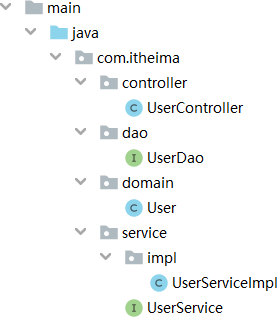 main
java
com.itheima
controller
C UserController
dao
I UserDao
domain
C User
service
impl
C UserServiceImpl
I UserService